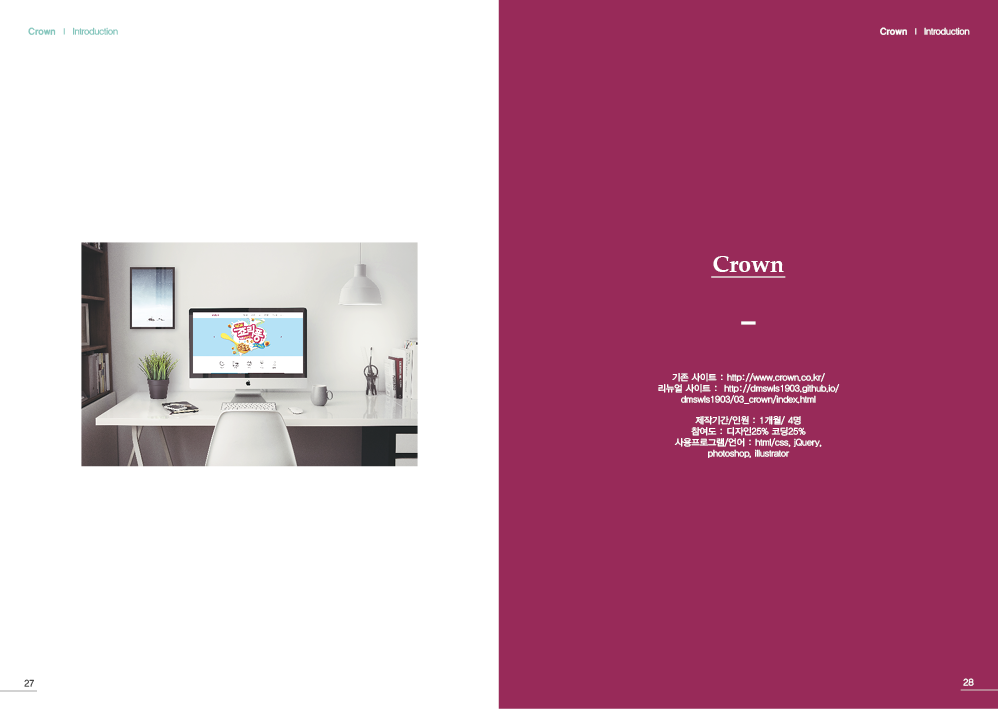 Crown | Introduction
27
Crown | Introduction
Crown
기존 사이트 : http://www.crown.co.kr/
리뉴얼 사이트 : http://dmswls1903.github.io/
dmswls1903/03_crown/index.html
제작기간/인원 : 1개월/ 4명
참여도 : 디자인25% 코딩25%
사용프로그램/언어 : html/css, jQuery,
photoshop, illustrator
28